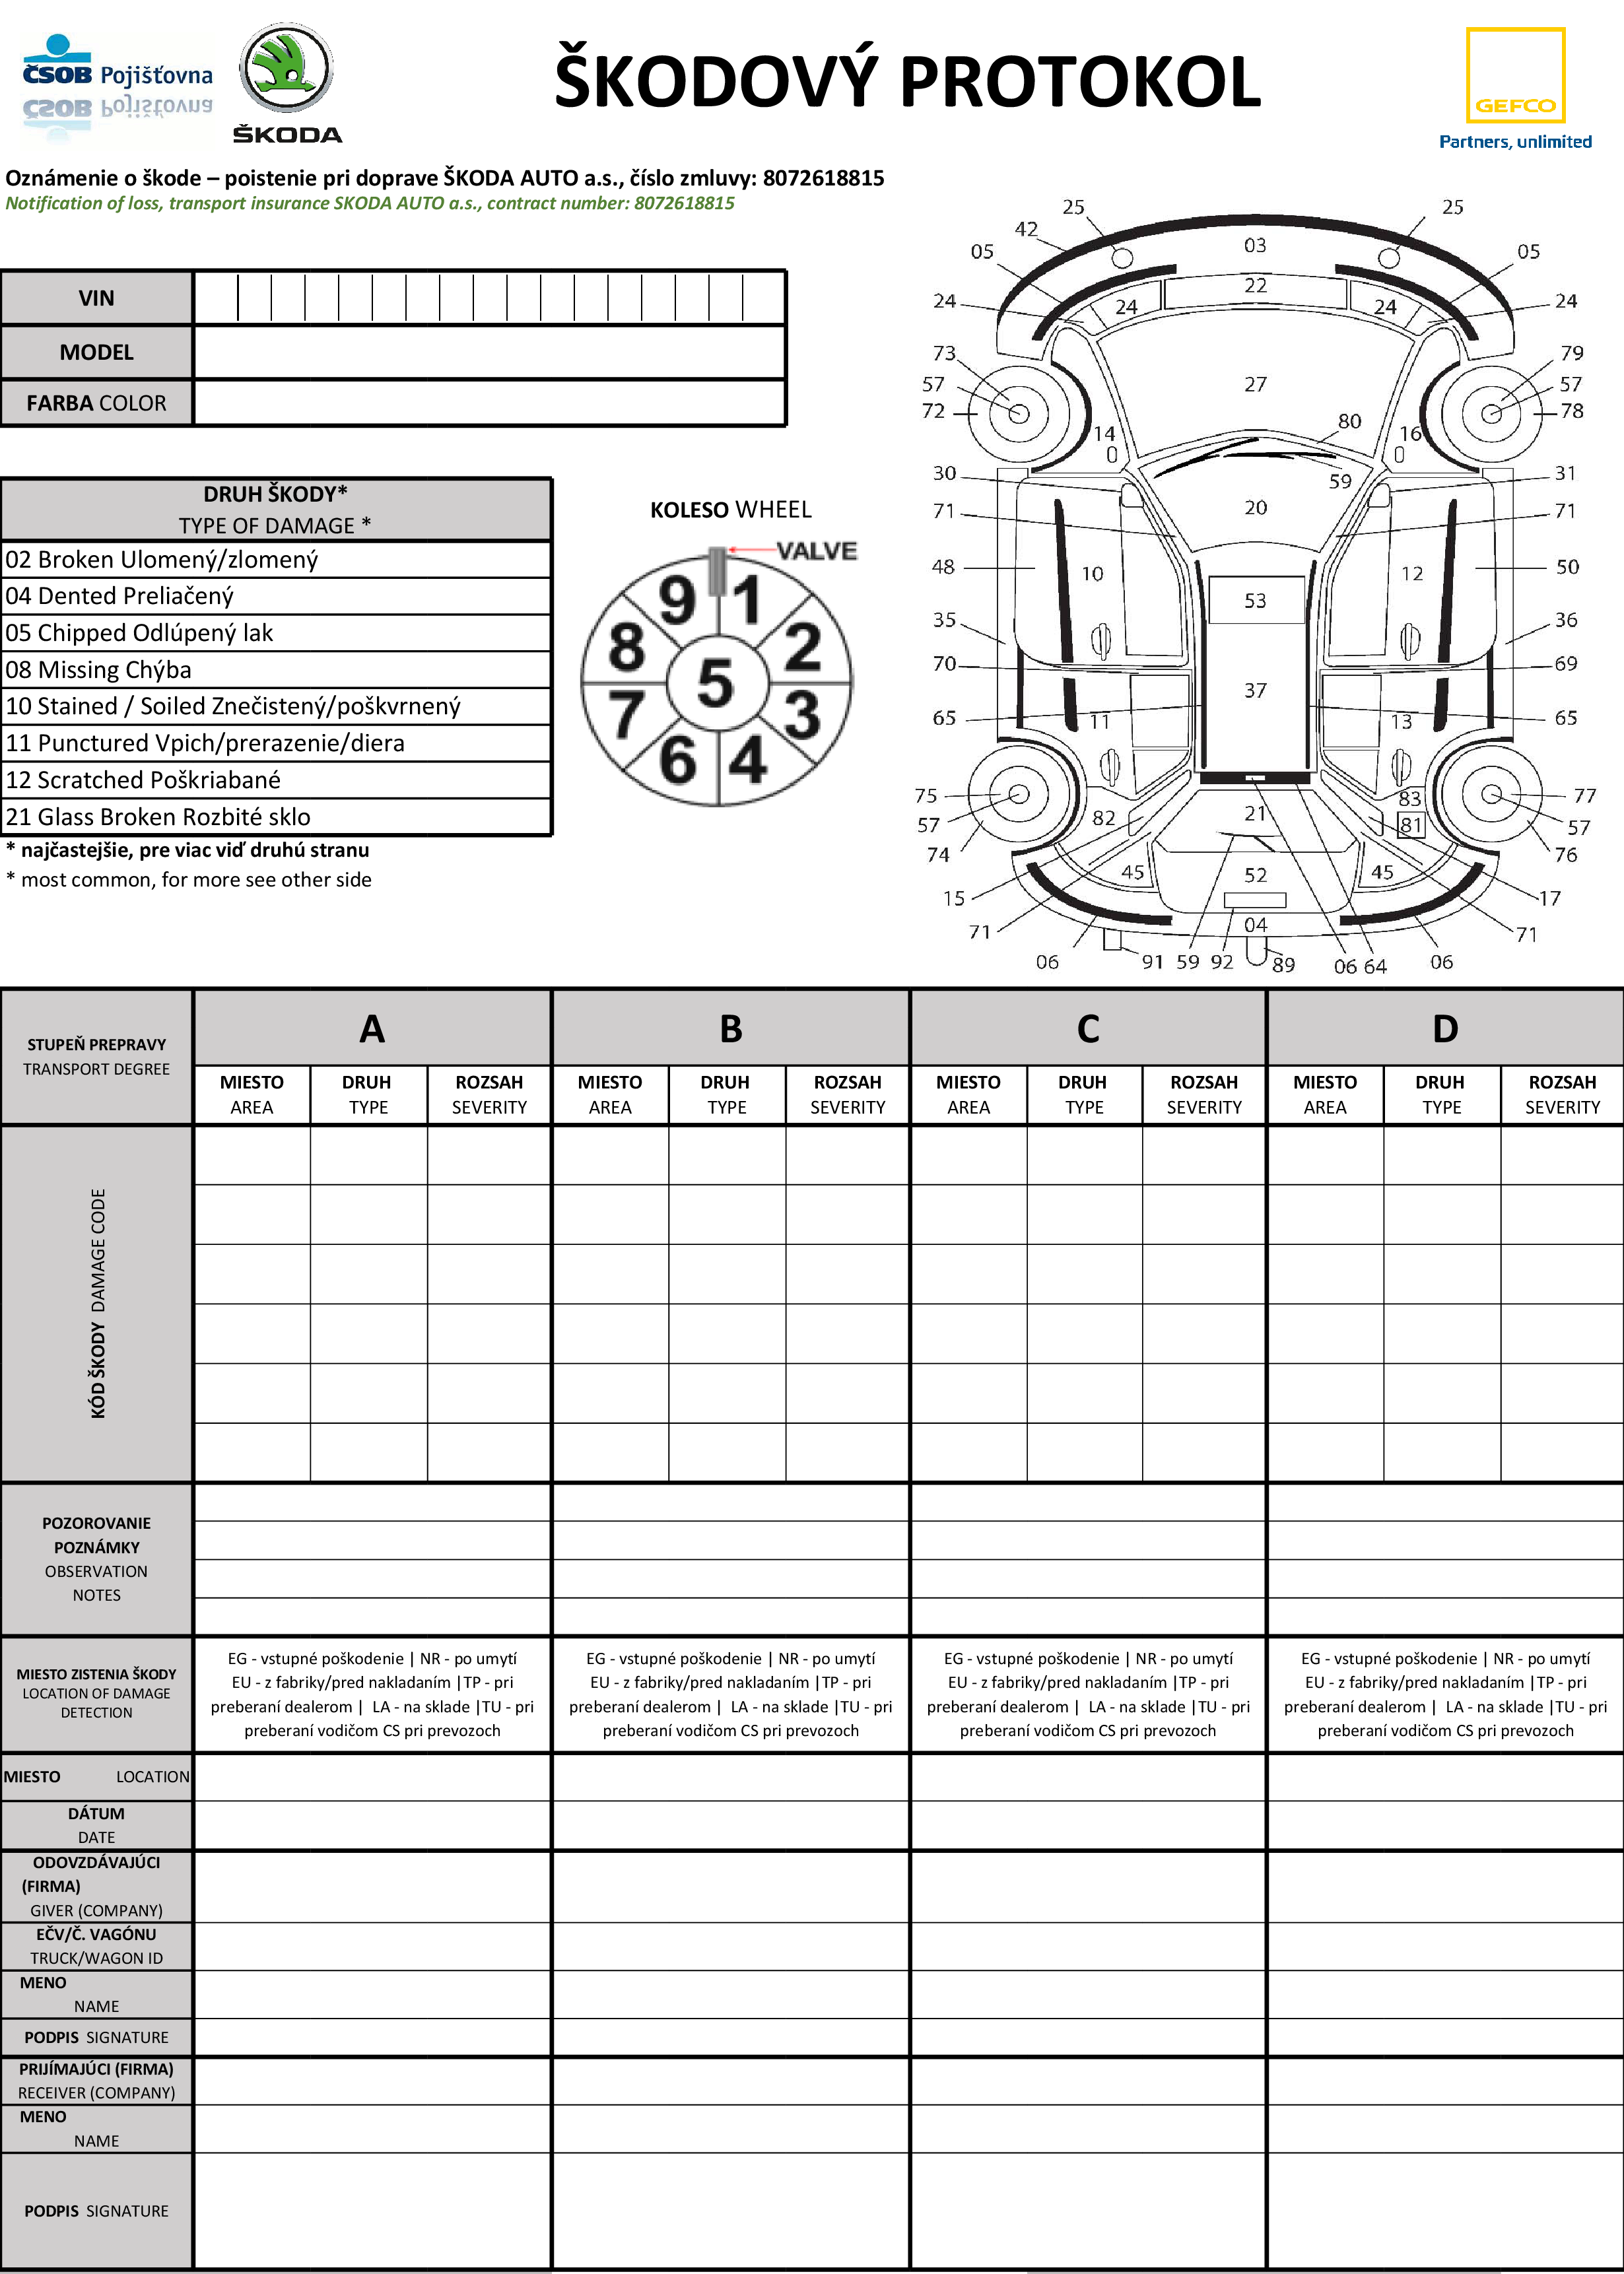 ČSOB Pojišťovna
ŠKODA
ŠKODOVÝ PROTOKOL
GEFCO
Partners, unlimited
Oznámenie o škode – poistenie pri doprave ŠKODA AUTO a.s., číslo zmluvy: 8072618815
Notification of loss, transport insurance SKODA AUTO a.s., contract number: 8072618815
VIN
MODEL
FARBA COLOR
DRUH ŠKODY*
TYPE OF DAMAGE *
02 Broken Ulomený/zlomený
04 Dented Preliačený
05 Chipped Odlúpený lak
08 Missing Chýba
10 Stained / Soiled Znečistený/poškvrnený
11 Punctured Vpich/prerazenie/diera
12 Scratched Poškriabané
21 Glass Broken Rozbité sklo
* najčastejšie, pre viac viď druhú stranu
* most common, for more see other side
KOLESO WHEEL
VALVE
9 1
8 2
5
7 3
6 4
25 25
42 03
05 05
22
24 24 24 24
73 79
57 27 57
72 78
80
14 16
30 59 31
71 20 71
48 10 12 50
53
35 36
70 69
37
65 11 13 65
75 83 77
57 82 21 81 57
74 76
45 52 45
15 17
71 04 71
06 91 59 92 89 06 64 06
STUPEŇ PREPRAVY
TRANSPORT DEGREE
A B C D
MIESTO DRUH ROZSAH MIESTO DRUH ROZSAH MIESTO DRUH ROZSAH MIESTO DRUH ROZSAH
AREA TYPE SEVERITY AREA TYPE SEVERITY AREA TYPE SEVERITY AREA TYPE SEVERITY
KÓD ŠKODY DAMAGE CODE
POZOROVANIE
POZNÁMKY
OBSERVATION
NOTES
MIESTO ZISTENIA ŠKODY
LOCATION OF DAMAGE
DETECTION
EG - vstupné poškodenie | NR - po umytí
EU - z fabriky/pred nakladaním |TP - pri
preberaní dealerom | LA - na sklade |TU - pri
preberaní vodičom CS pri prevozoch
EG - vstupné poškodenie | NR - po umytí
EU - z fabriky/pred nakladaním |TP - pri
preberaní dealerom | LA - na sklade |TU - pri
preberaní vodičom CS pri prevozoch
EG - vstupné poškodenie | NR - po umytí
EU - z fabriky/pred nakladaním |TP - pri
preberaní dealerom | LA - na sklade |TU - pri
preberaní vodičom CS pri prevozoch
EG - vstupné poškodenie | NR - po umytí
EU - z fabriky/pred nakladaním |TP - pri
preberaní dealerom | LA - na sklade |TU - pri
preberaní vodičom CS pri prevozoch
MIESTO LOCATION
DÁTUM
DATE
ODOVZDÁVAJÚCI
(FIRMA)
GIVER (COMPANY)
EČV/Č. VAGÓNU
TRUCK/WAGON ID
MENO
NAME
PODPIS SIGNATURE
PRIJÍMAJÚCI (FIRMA)
RECEIVER (COMPANY)
MENO
NAME
PODPIS SIGNATURE